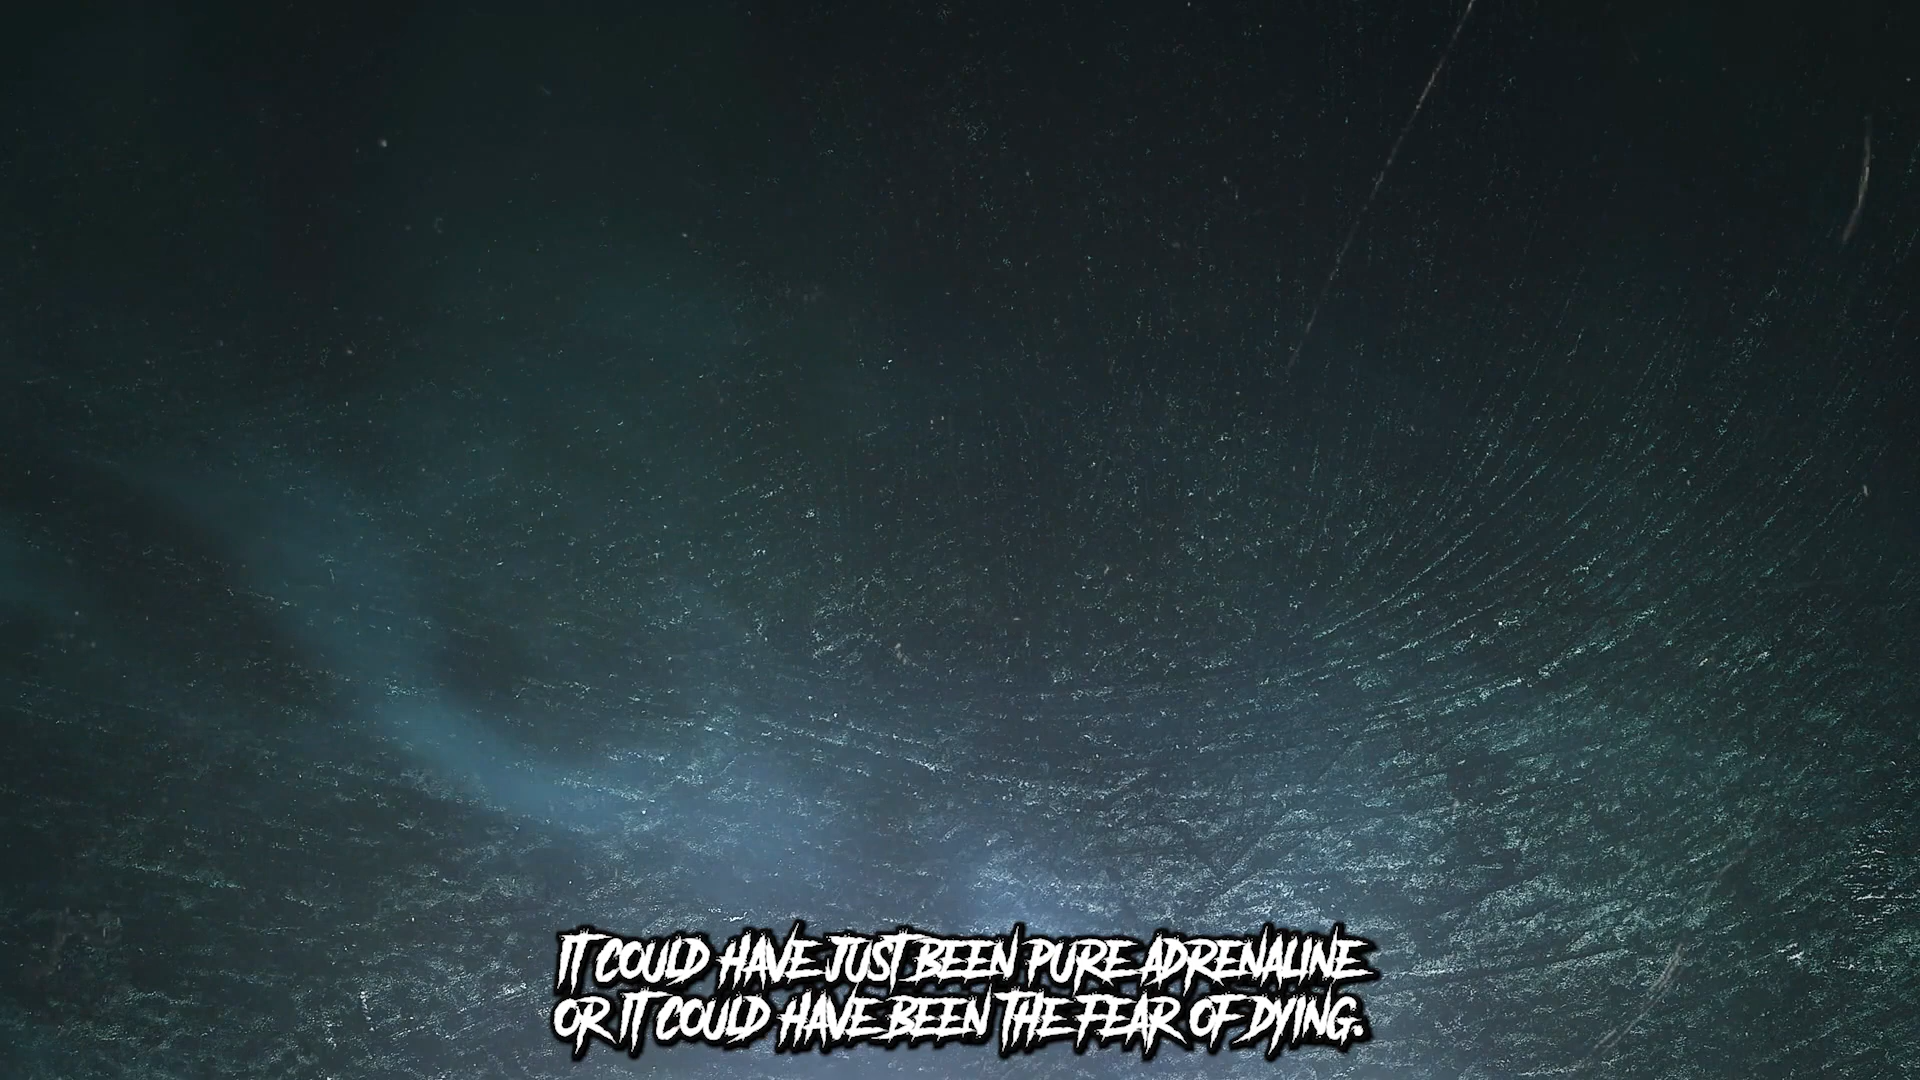 IT COULD HAVE JUST BEEN PURE ADRENALINE
OR IT COULD HAVE BEEN THE FEAR OF DYING.